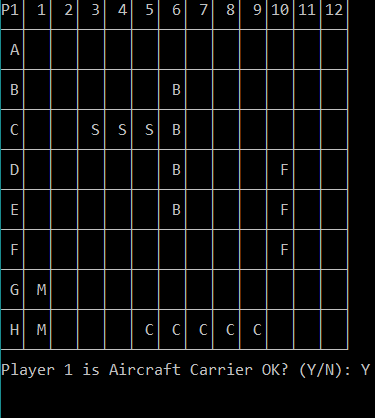 P1 1 2 3 4 5 6 7 8 9 10 11 12
A
B B
C S S S B
D B F
E B F
F F
G M
H M C C C C C
Player 1 is Aircraft Carrier OK? (Y/N): Y